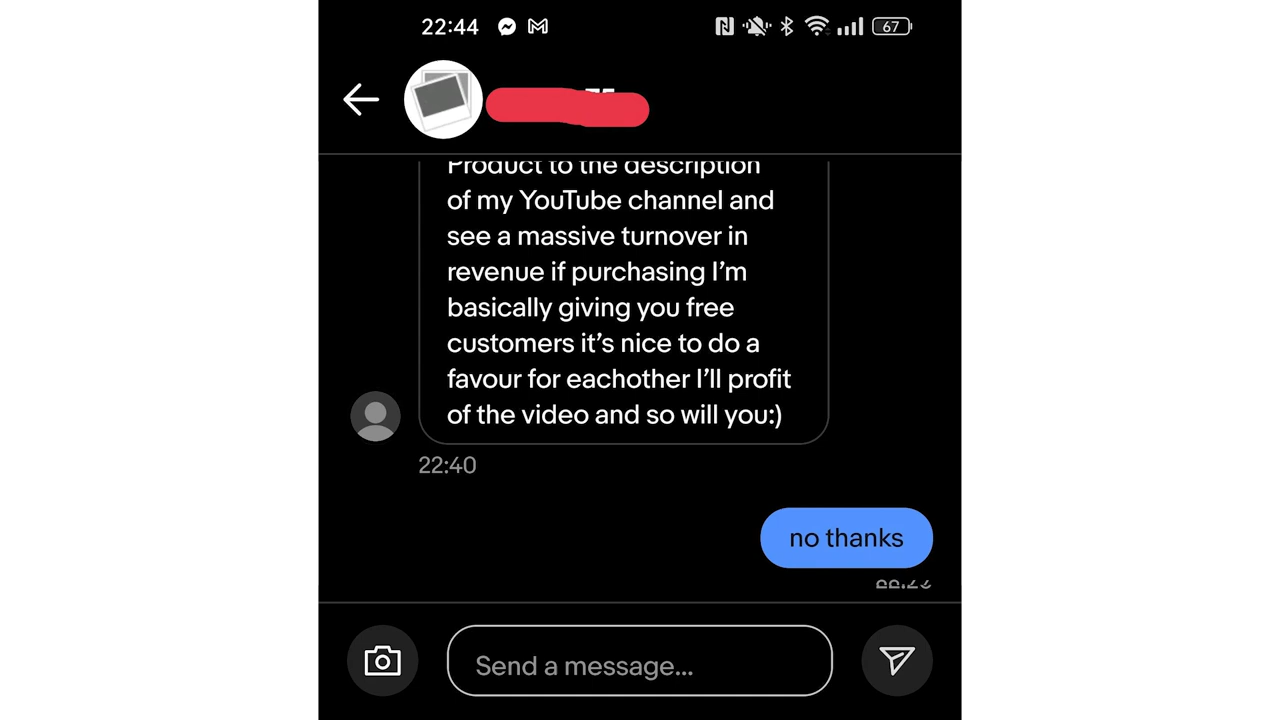 22:44
67
Product to the description
of my YouTube channel and
see a massive turnover in
revenue if purchasing I’m
basically giving you free
customers it’s nice to do a
favour for eachother I’ll profit
of the video and so will you:)
22:40
no thanks
Send a message...